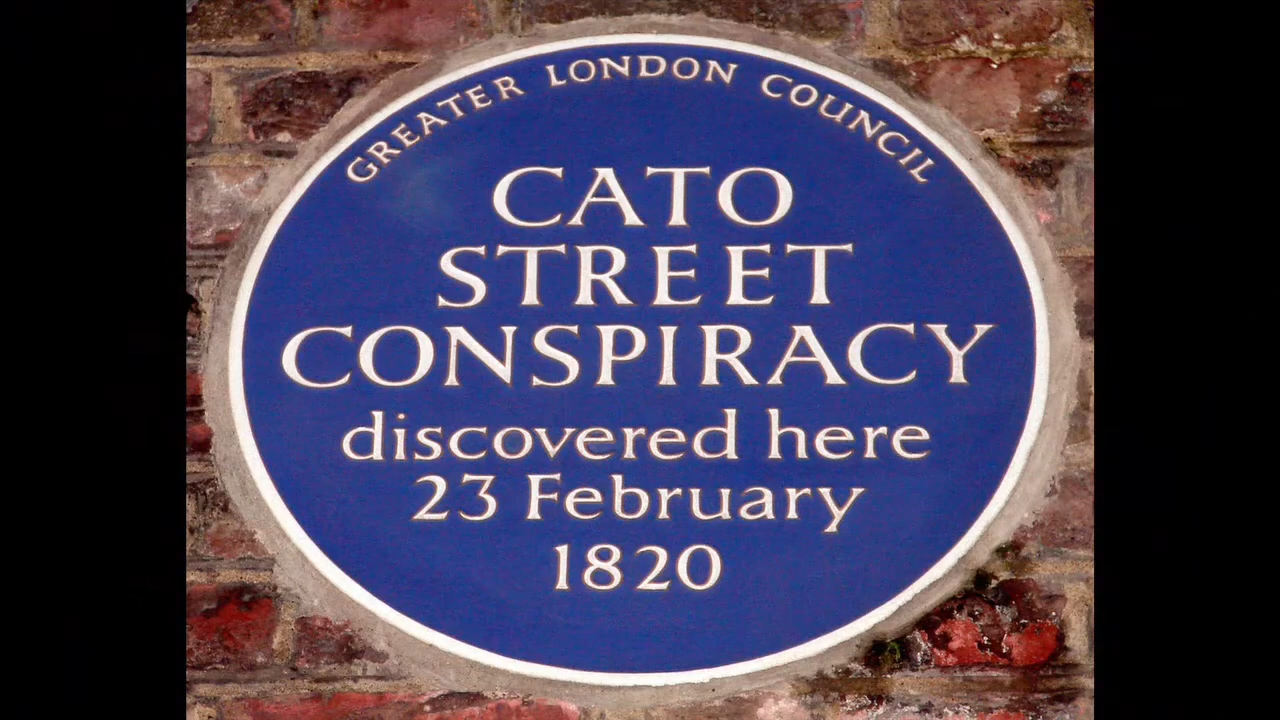 GREATER LONDON COUNCIL
CATO
STREET
CONSPIRACY
discovered here
23 February
1820